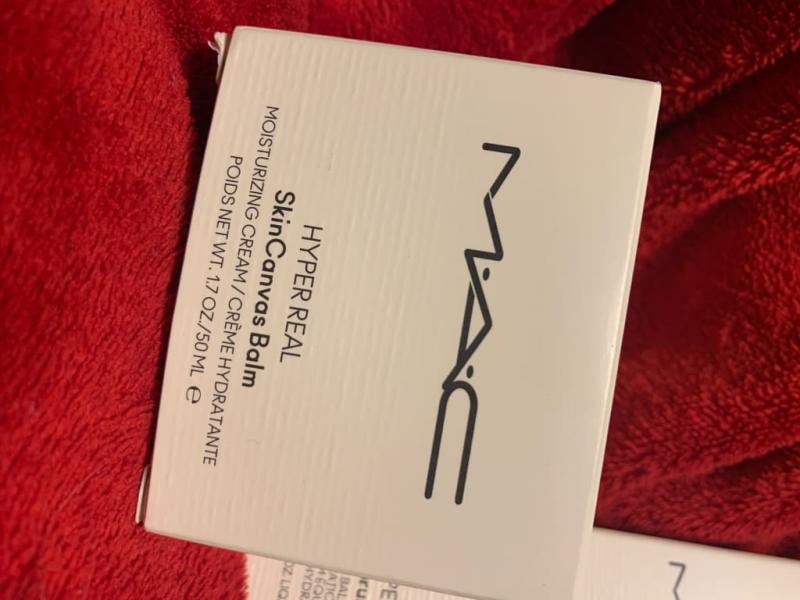 M·A·C
HYPER REAL
SkinCanvas Balm
MOISTURIZING CREAM / CRÈME HYDRATANTE
POIDS NET WT. 1.7 OZ./50 ML ℮